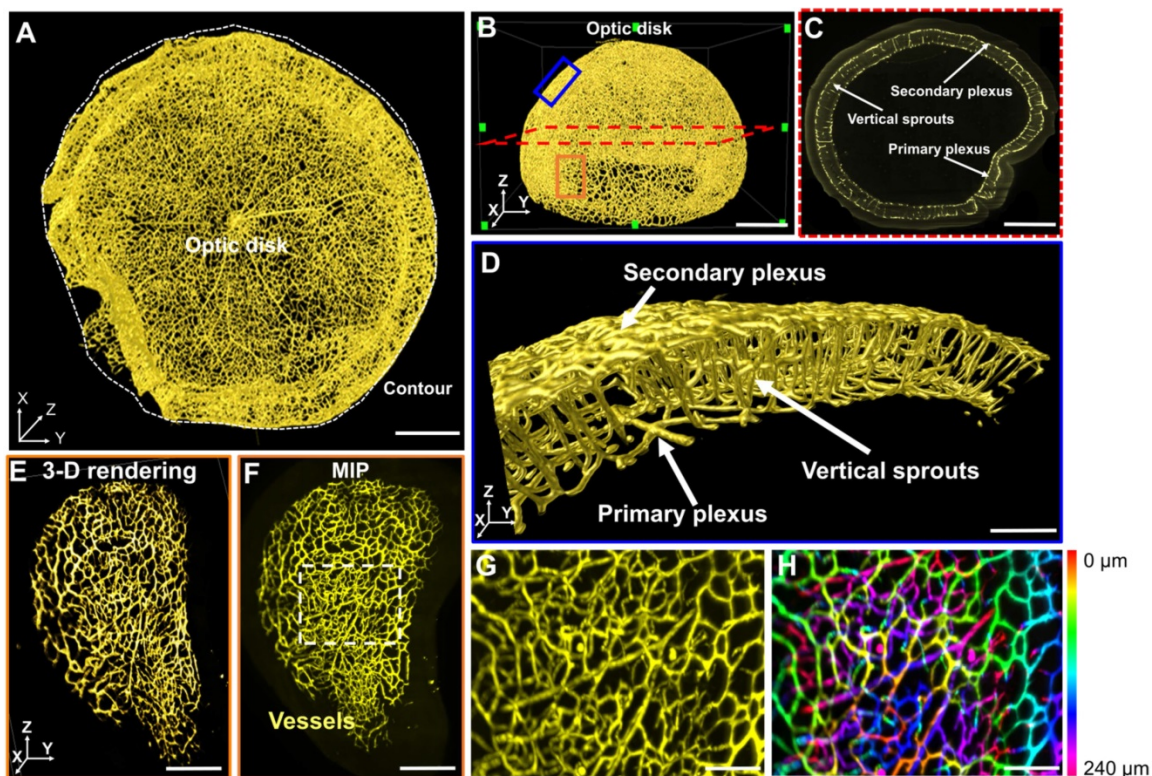 A
Optic disk
Contour
X
Z
Y
B
Optic disk
Z
X
Y
C
Secondary plexus
Vertical sprouts
Primary plexus
D
Secondary plexus
Vertical sprouts
Primary plexus
Z
X
Y
E
3-D rendering
Z
X
Y
F
MIP
Vessels
G
H
0 μm
240 μm